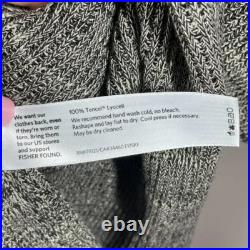 We want our
clothes back, even
if they're worn or
torn. Bring them
to our US stores
and support
FISHER FOUND.
100% Tencel™ Lyocell
We recommend hand wash cold, no bleach.
Reshape and lay flat to dry. Cool press if necessary.
May be dry cleaned.